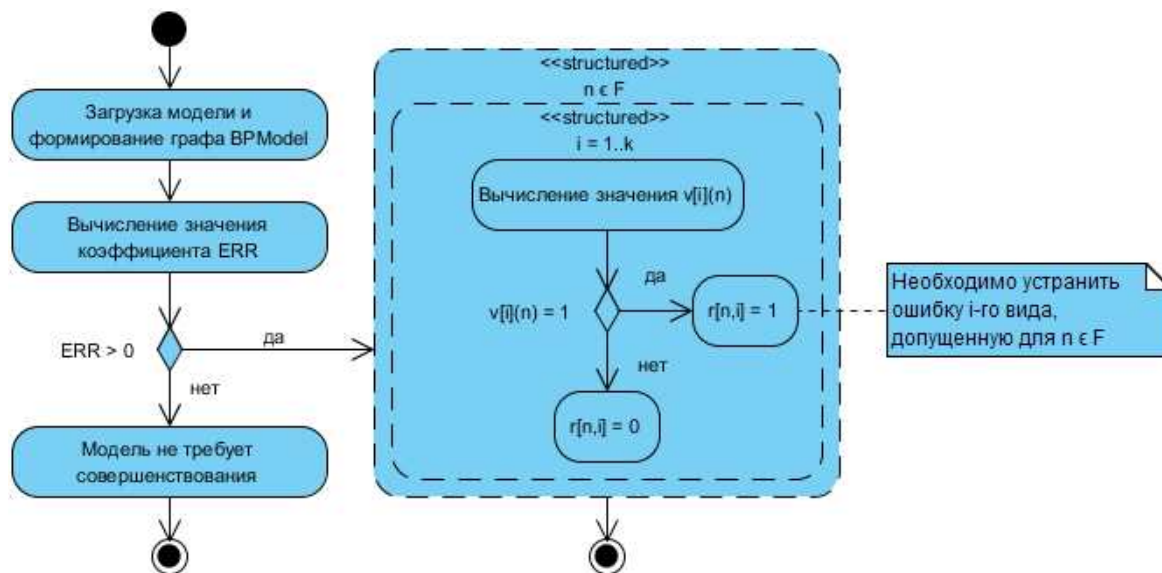 Загрузка модели и
формирование графа BPModel
Вычисление значения
коэффициента ERR
ERR > 0
да
нет
Модель не требует
совершенствования
<<structured>>
n є F
<<structured>>
i = 1..k
Вычисление значения v[i](n)
v[i](n) = 1
да
r[n,i] = 1
нет
r[n,i] = 0
Необходимо устранить
ошибку i-го вида,
допущенную для n є F